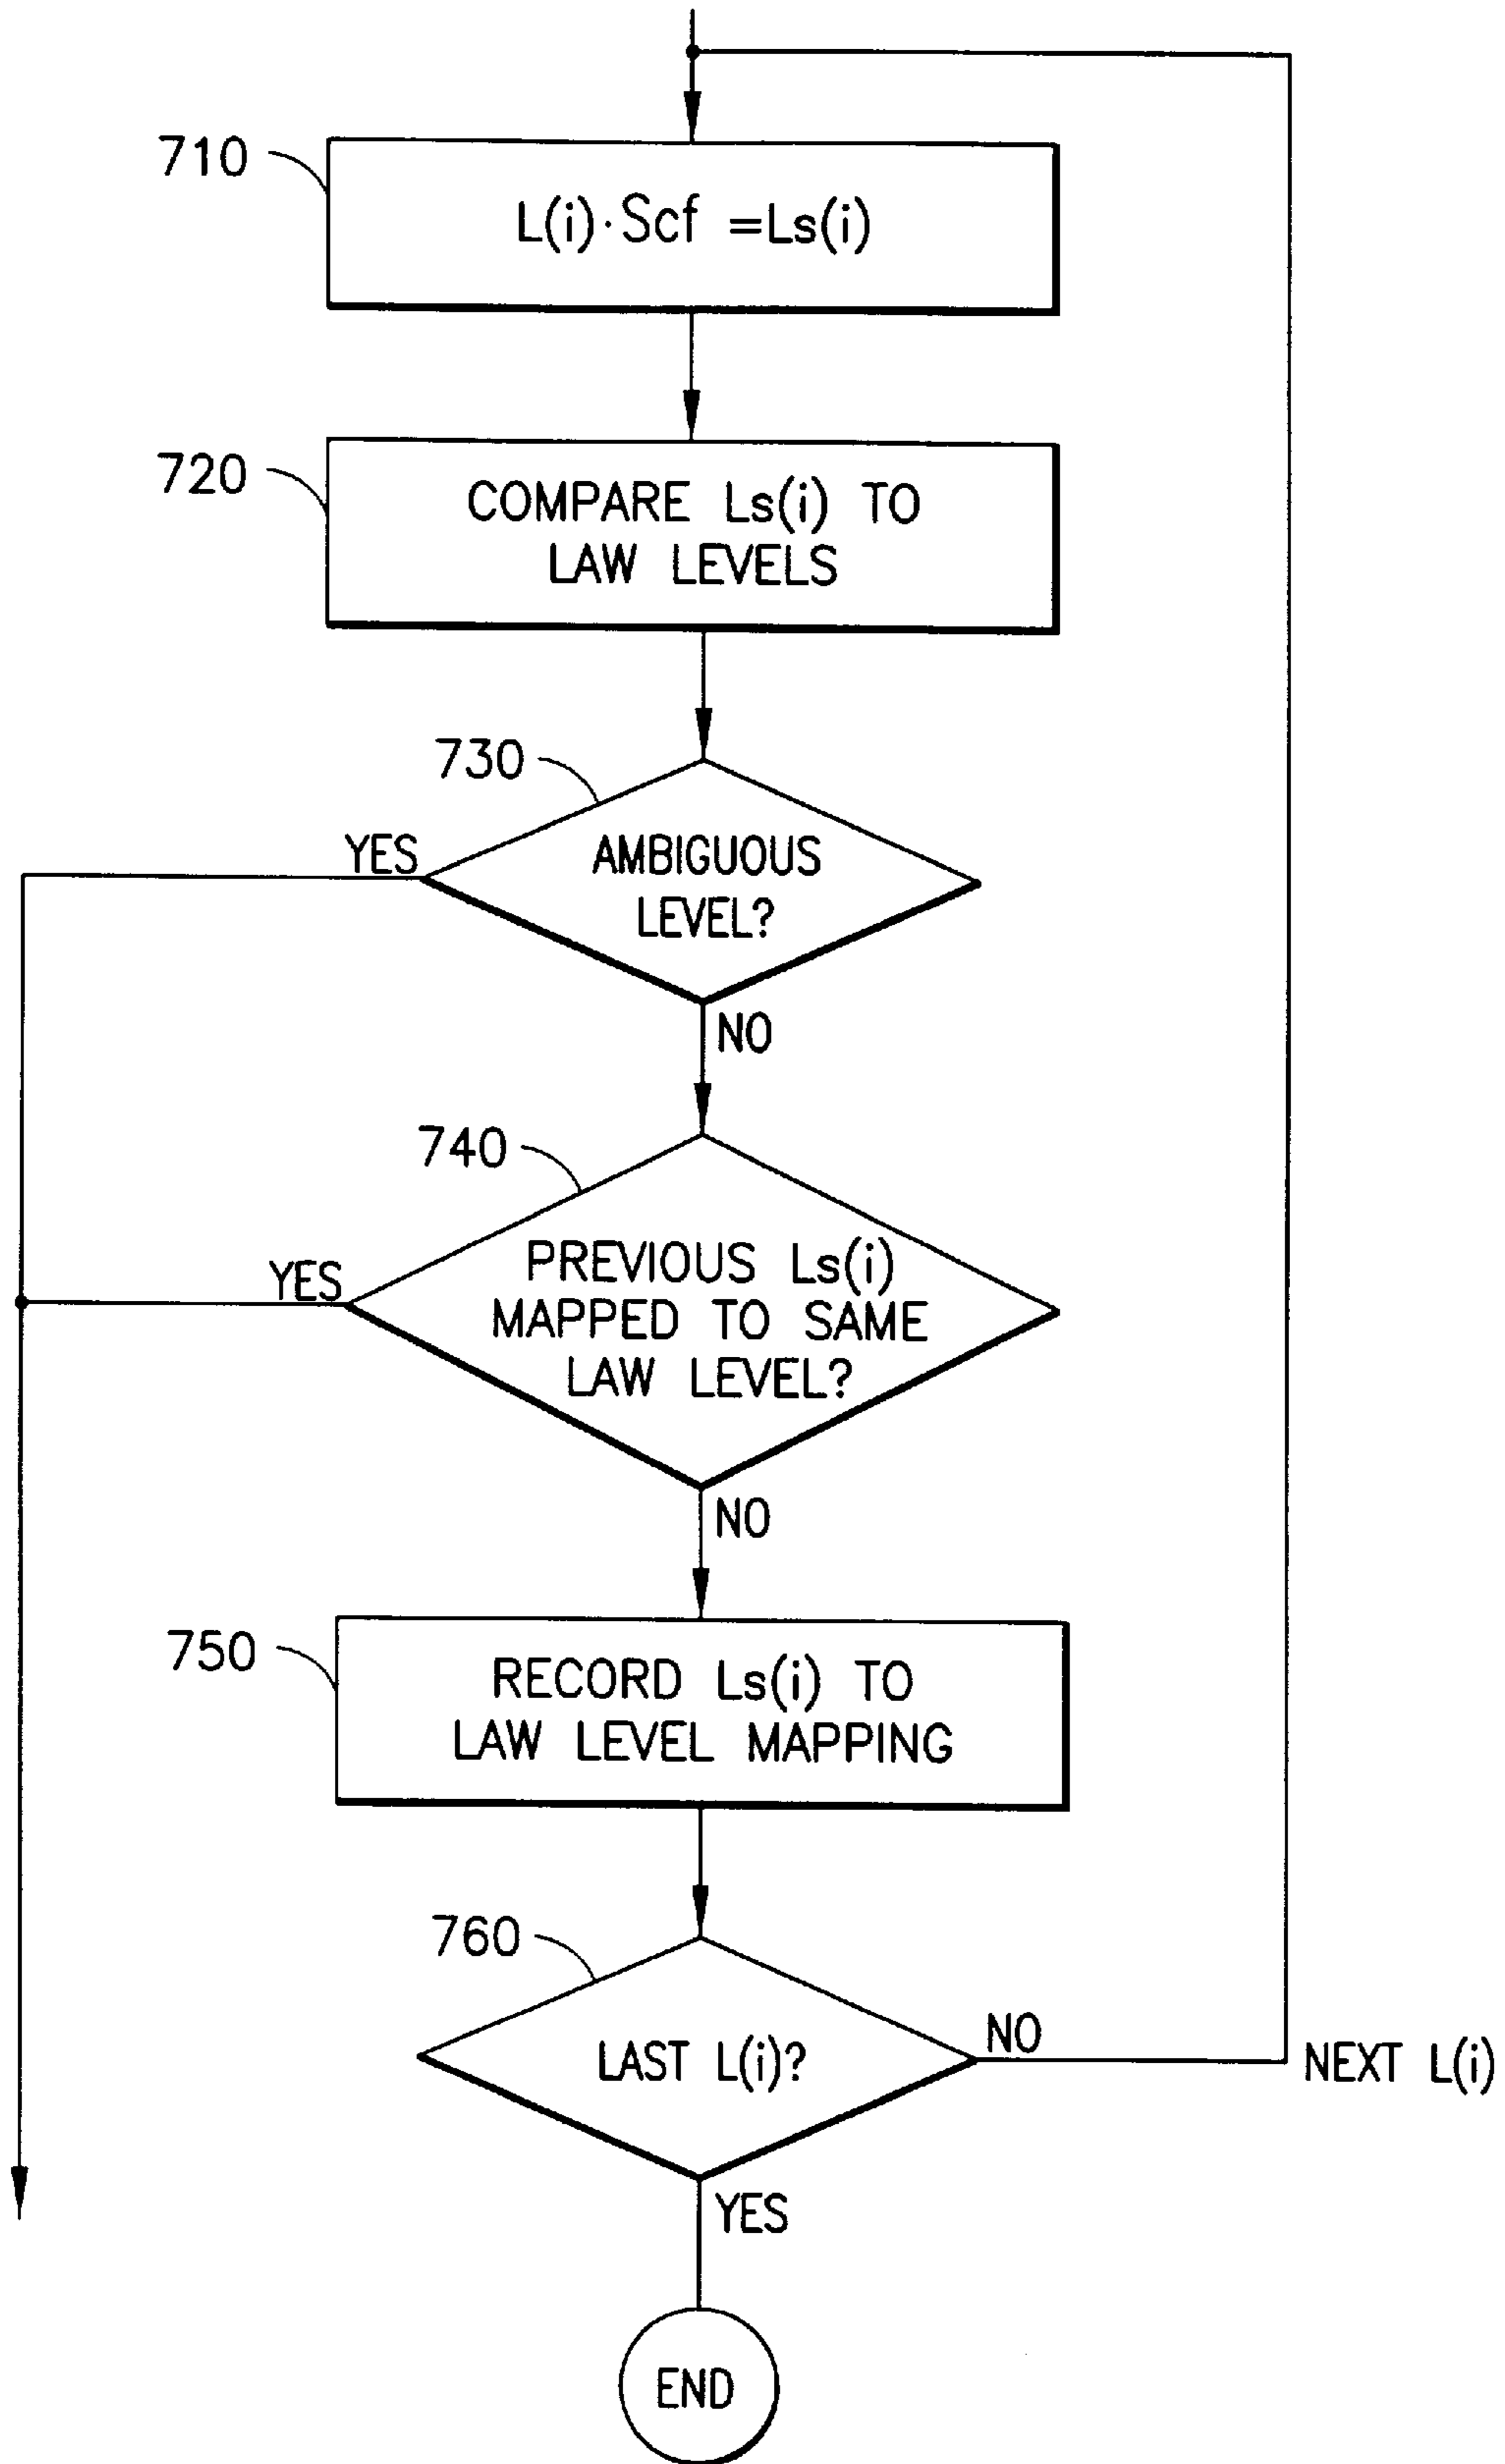 710
L(i)·Scf =Ls(i)
720
COMPARE Ls(i) TO
LAW LEVELS
730
YES
AMBIGUOUS
LEVEL?
NO
740
YES
PREVIOUS Ls(i)
MAPPED TO SAME
LAW LEVEL?
NO
750
RECORD Ls(i) TO
LAW LEVEL MAPPING
760
LAST L(i)?
NO
NEXT L(i)
YES
END